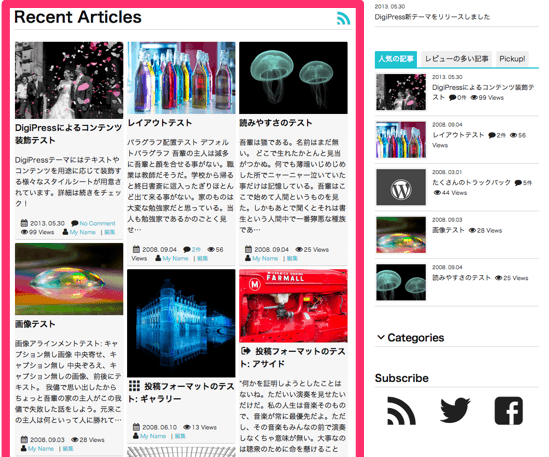 Recent Articles
DigiPressによるコンテンツ
装飾テスト
DigiPressテーマにはテキストや
コンテンツを用途に応じて装飾す
る様々なスタイルシートが用意さ
れています。詳細は続きをチェッ
ク！
2013. 05.30 No Comment
99 Views My Name | 編集
画像テスト
画像アラインメントテスト: キャ
プション無し画像 中央寄せ、キャ
プション無し 中央ぞろえ、キャ
プション無しの画像、前後にテ
キスト。 我儘で思い出したから
ちょっと吾輩の家の主人がこの我
儘で失敗した話をしよう。元来こ
の主人は何といって人に勝れて…
2008. 09.03 28 Views
My Name | 編集
レイアウトテスト
パラグラフ配置テスト デフォル
トパラグラフ 吾輩の主人は滅多
に吾輩と顔を合せる事がない。職
業は教師だそうだ。学校から帰る
と終日書斎に這入ったぎりほとん
ど出て来る事がない。家のものは
大変な勉強家だと思っている。当
人も勉強家であるかのごとく見
せ…
2008. 09.04 2件 56
Views My Name | 編集
投稿フォーマットのテス
ト: ギャラリー
2010. 06.10 13 Views
My Name | 編集
読みやすさのテスト
吾輩は猫である。名前はまだ無
い。 どこで生れたかとんと見当
がつかぬ。何でも薄暗いじめじめ
した所でニャーニャー泣いていた
事だけは記憶している。吾輩はこ
こで始めて人間というものを見
た。しかもあとで聞くとそれは書
生という人間中で一番獰悪な種族
であ…
2008. 09.04 25 Views
My Name | 編集
FARMALL
投稿フォーマットのテス
ト: アサイド
"何かを証明しようとしたことは
ないね。ただいい演奏を見せたい
だけだ。私の人生は音楽そのもの
で、音楽が常に最優先だよ。ただ
し、その音楽もみんなの前で演奏
しなくちゃ意味が無い。大事なの
は聴衆のために命を懸けること
2013. 05.30
DigiPress新テーマをリリースしました
人気の記事 レビューの多い記事 Pickup!
2013. 05.30
DigiPressによるコンテンツ装飾テス
ト 0件 99 Views
2008. 09.04
レイアウトテスト 2件 56
Views
2008. 03.01
たくさんのトラックバック 5件
44 Views
2008. 09.03
画像テスト 28 Views
2008. 09.04
読みやすさのテスト 25 Views
Categories
Subscribe